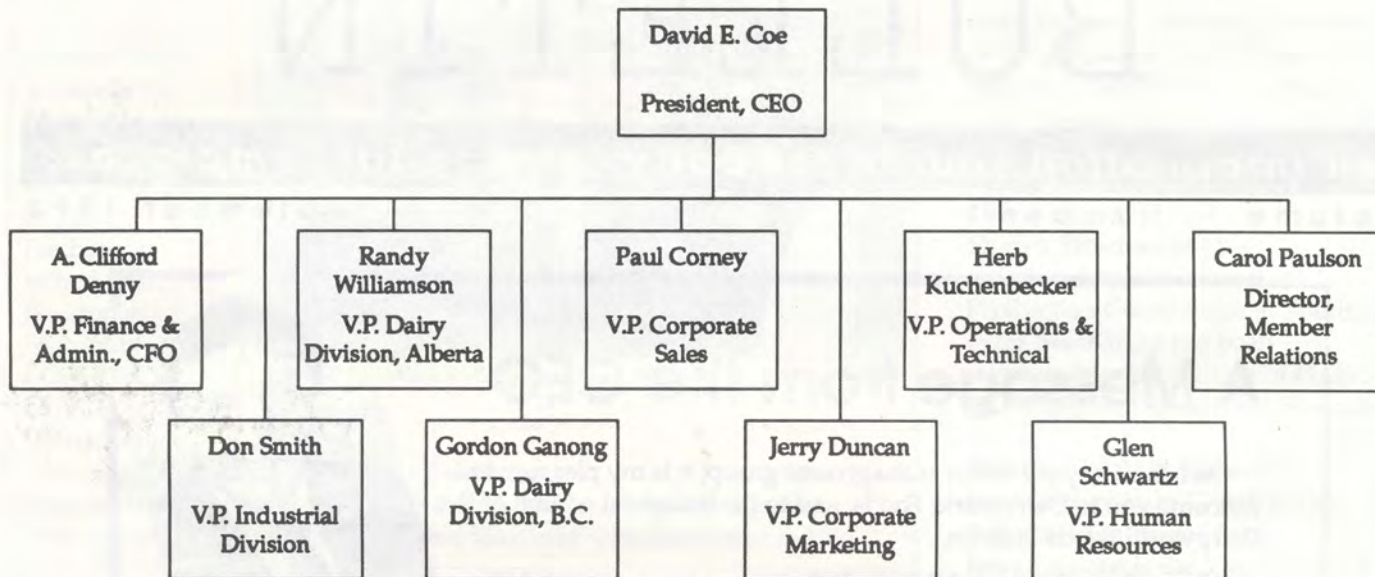 David E. Coe
President, CEO
A. Clifford
Denny
V.P. Finance &
Admin., CFO
Randy
Williamson
V.P. Dairy
Division, Alberta
Paul Corney
V.P. Corporate
Sales
Herb
Kuchenbecker
V.P. Operations &
Technical
Carol Paulson
Director,
Member
Relations
Don Smith
V.P. Industrial
Division
Gordon Ganong
V.P. Dairy
Division, B.C.
Jerry Duncan
V.P. Corporate
Marketing
Glen
Schwartz
V.P. Human
Resources